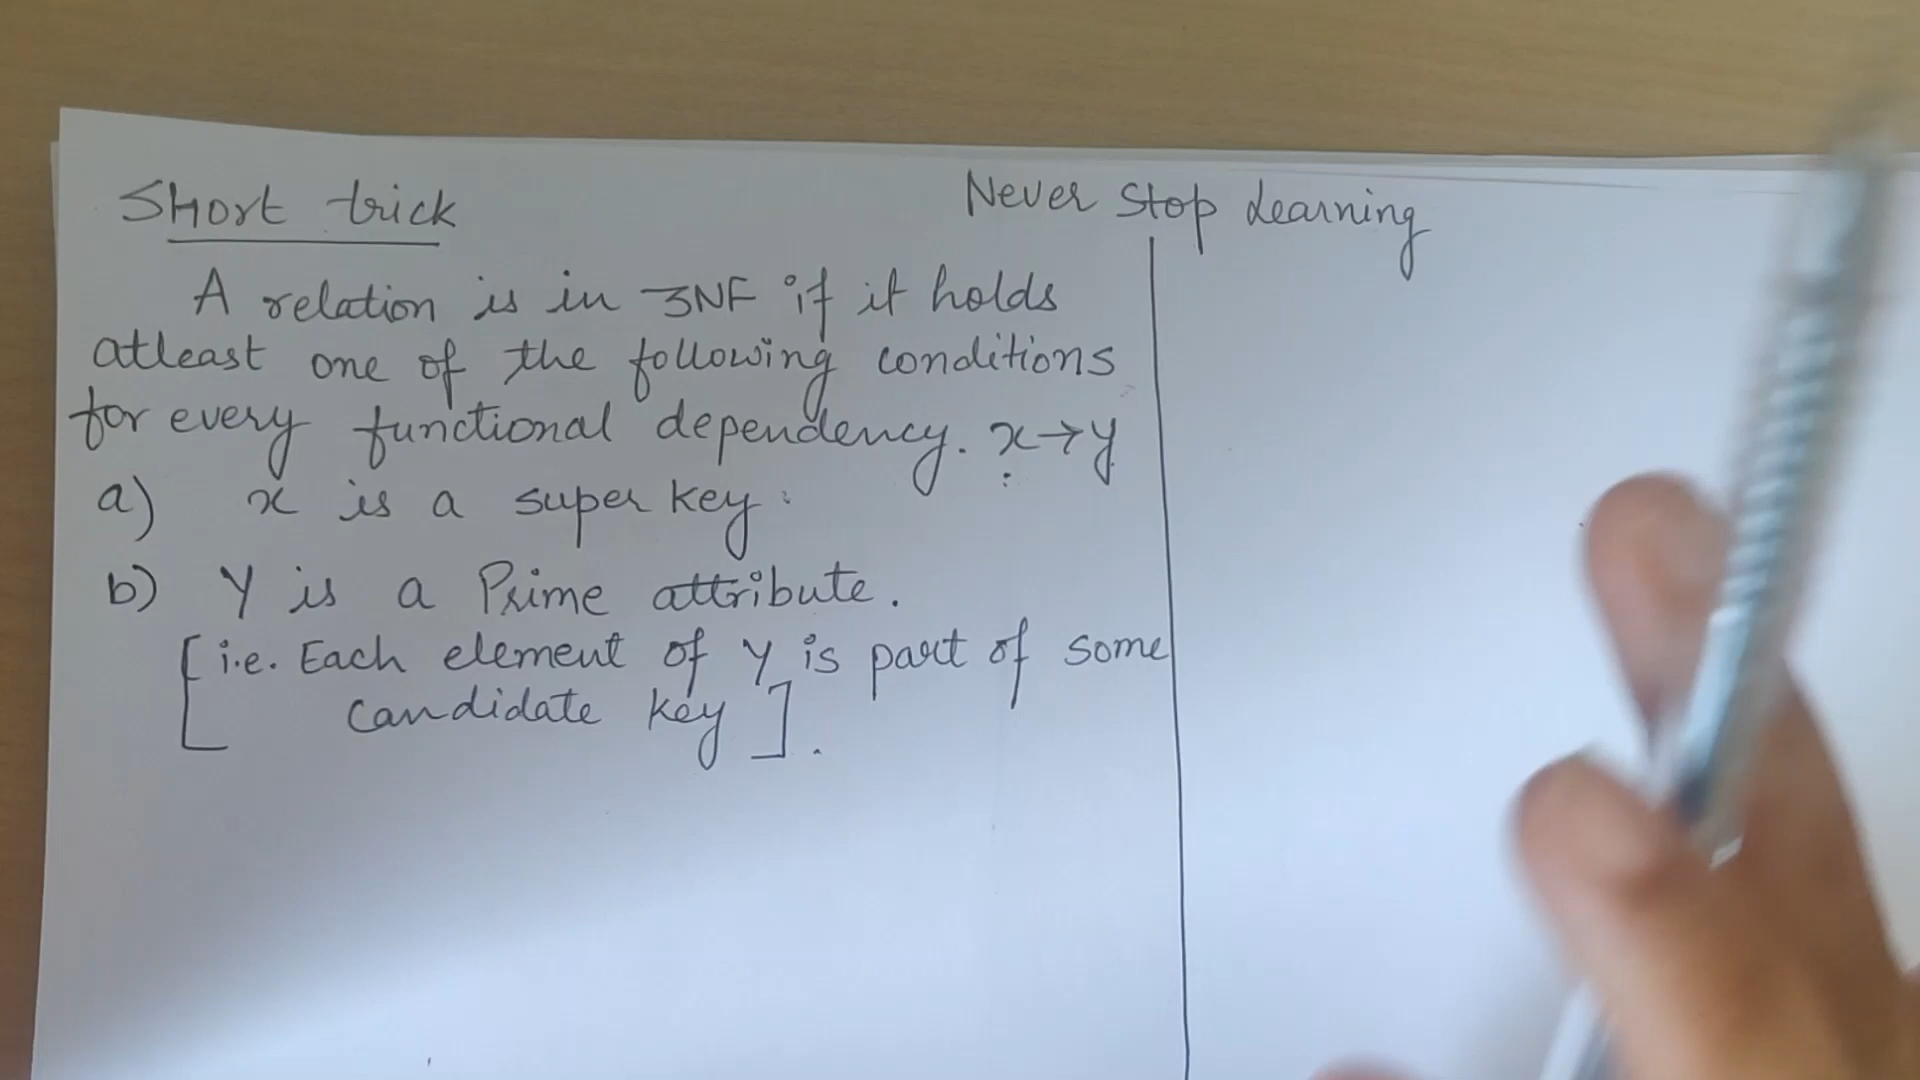 Short trick
Never Stop Learning
A relation is in 3NF if it holds
atleast one of the following conditions
for every functional dependency. x→y
a) x is a super key.
b) Y is a Prime attribute.
[i.e. Each element of y is part of some
candidate key].